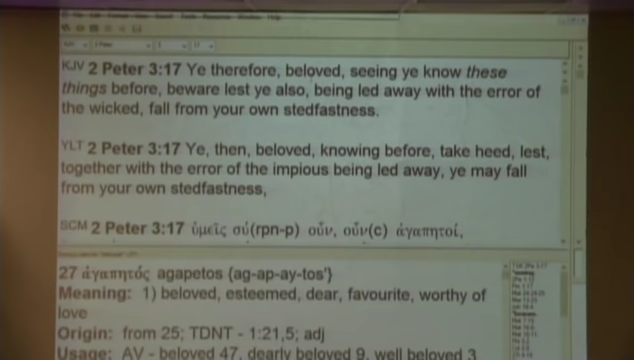 KJV 2 Peter 3:17 Ye therefore, beloved, seeing ye know these
things before, beware lest ye also, being led away with the error of
the wicked, fall from your own stedfastness.
YLT 2 Peter 3:17 Ye, then, beloved, knowing before, take heed, lest,
together with the error of the impious being led away, ye may fall
from your own stedfastness,
SCM 2 Peter 3:17 ὑμεῖς σύ(rpn-p) οὖν, οὖν(c) ἀγαπητοί,
27 ἀγαπητός agapetos {ag-ap-ay-tos'}
Meaning: 1) beloved, esteemed, dear, favourite, worthy of
love
Origin: from 25; TDNT - 1:21,5; adj
Usage: AV - beloved 47, dearly beloved 9, well beloved 3